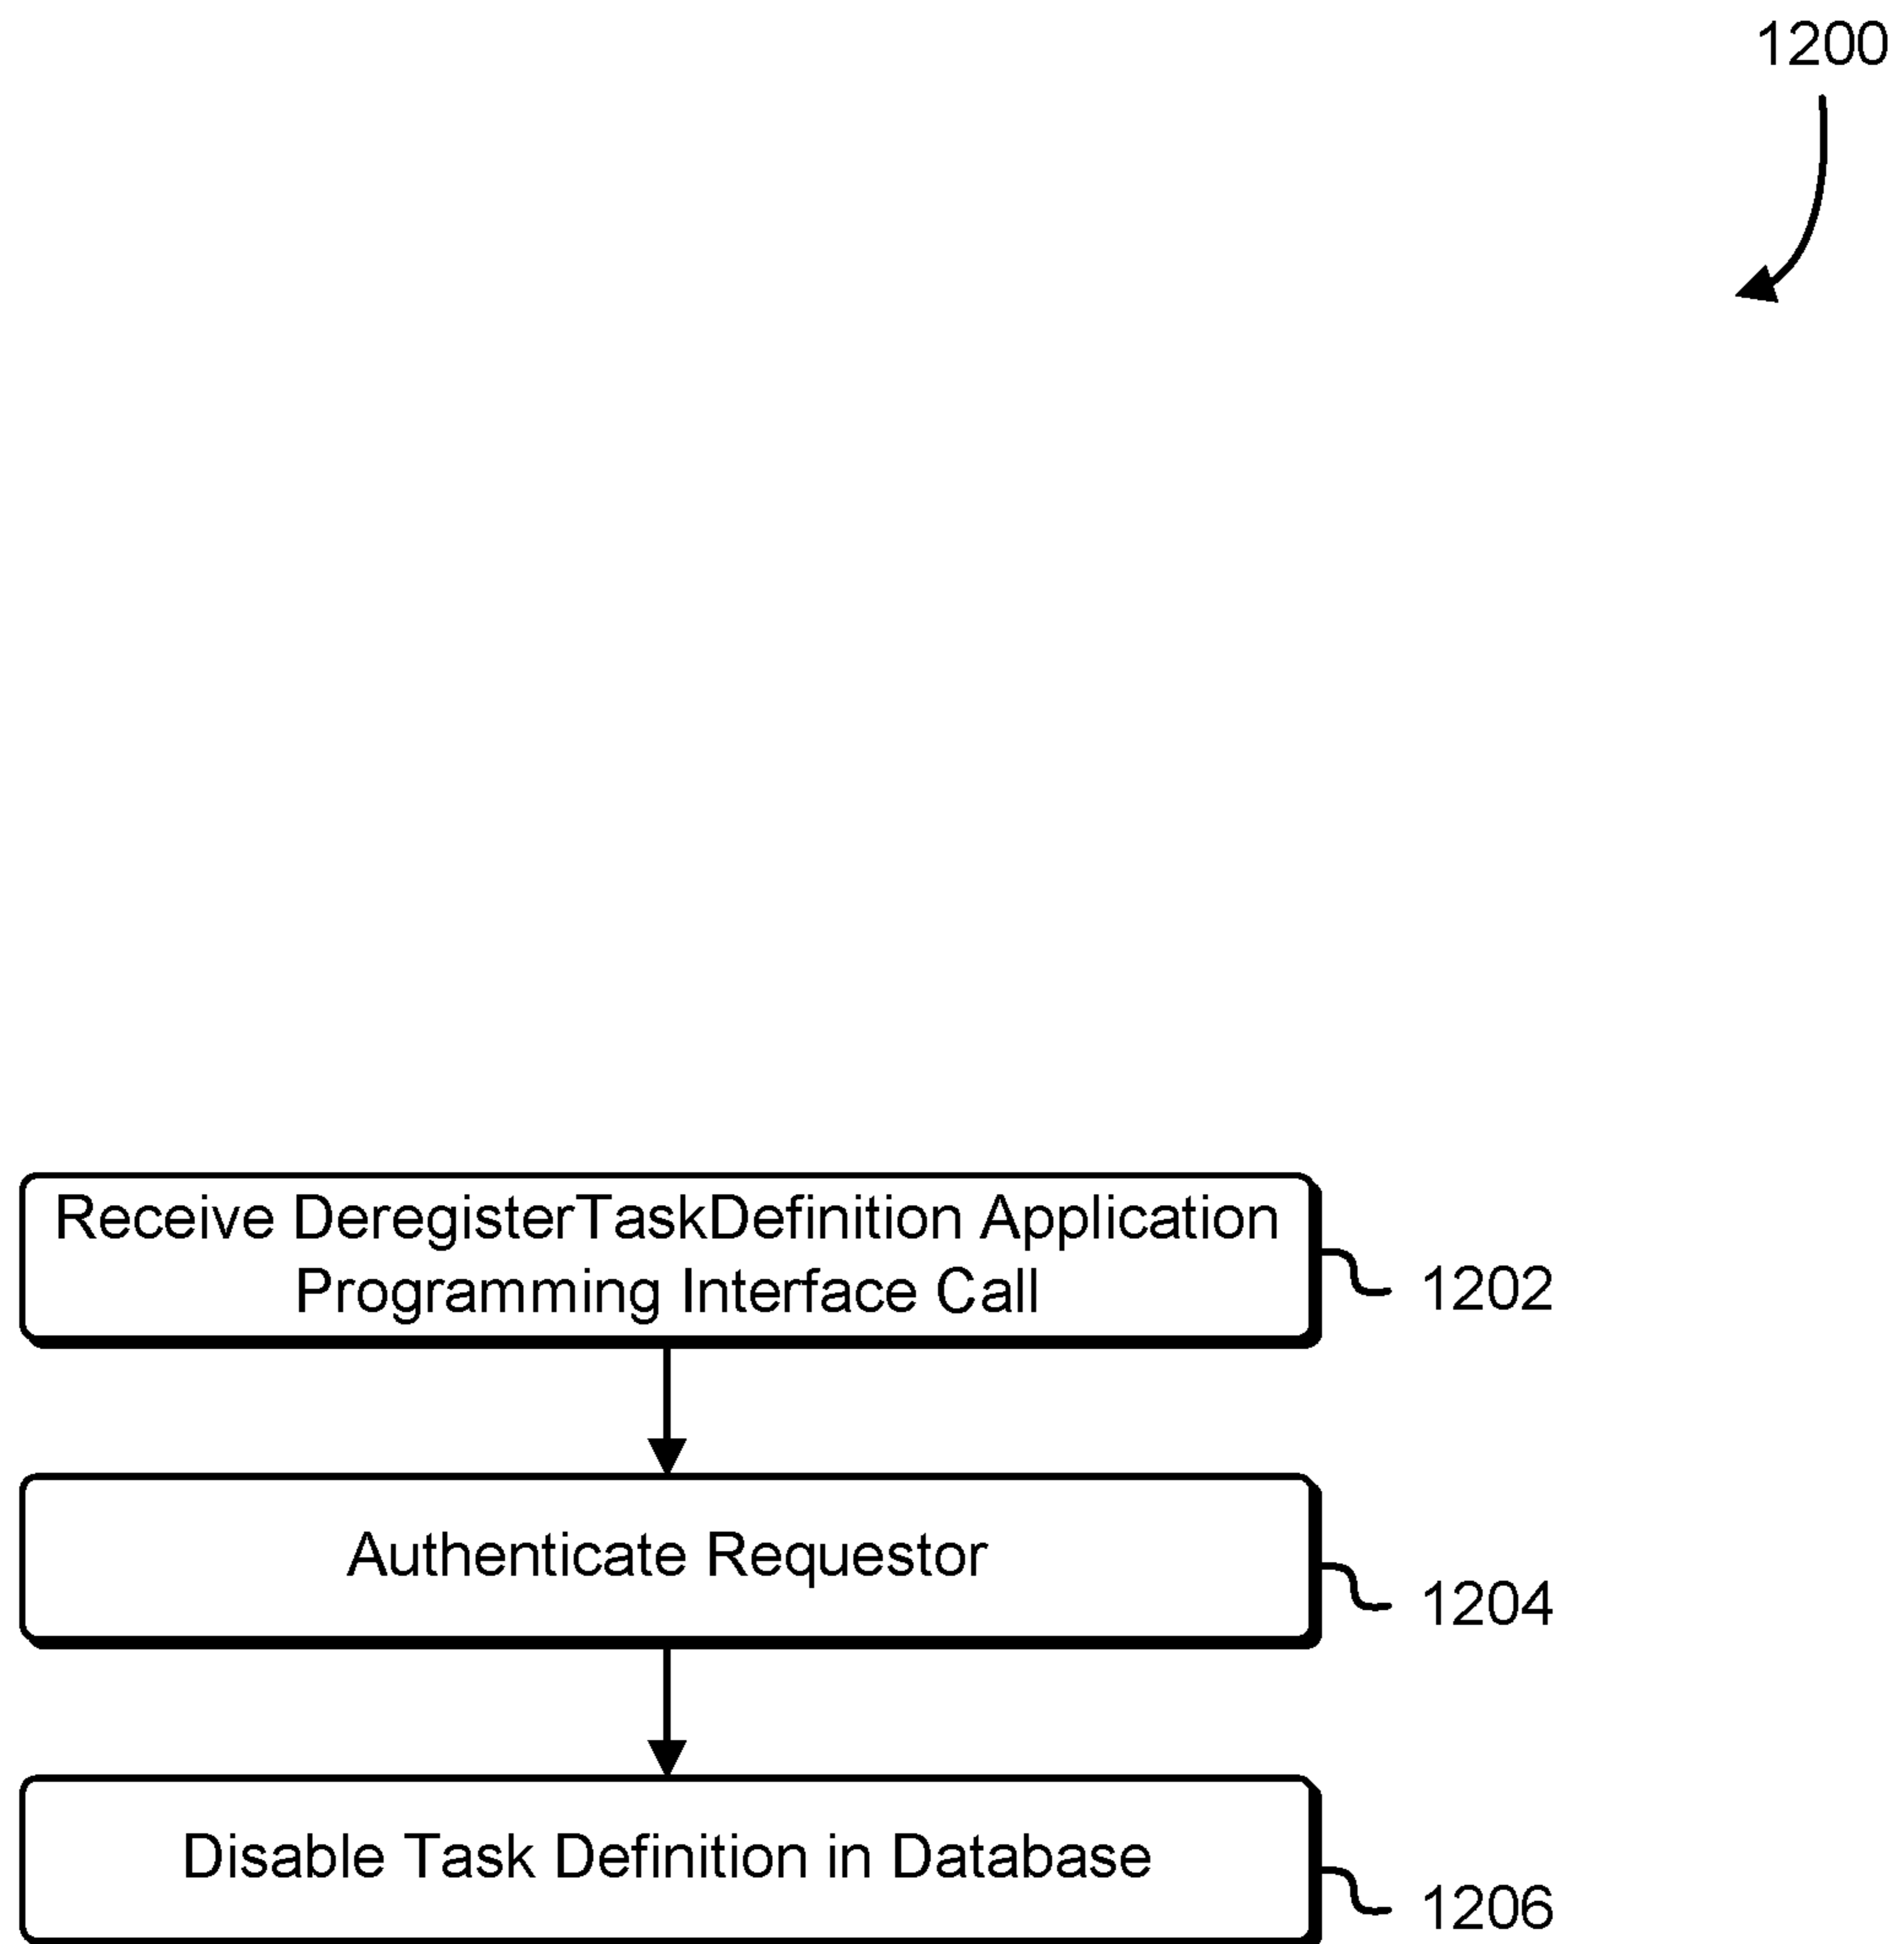 1200
Receive DeregisterTaskDefinition Application
Programming Interface Call
1202
Authenticate Requestor
1204
Disable Task Definition in Database
1206